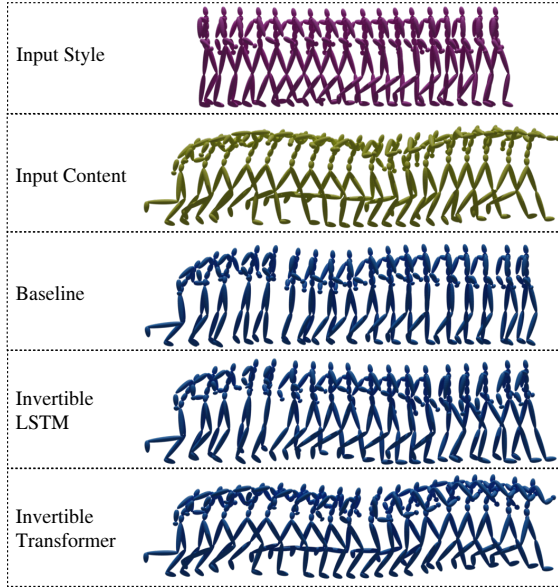 Input Style
Input Content
Baseline
Invertible
LSTM
Invertible
Transformer